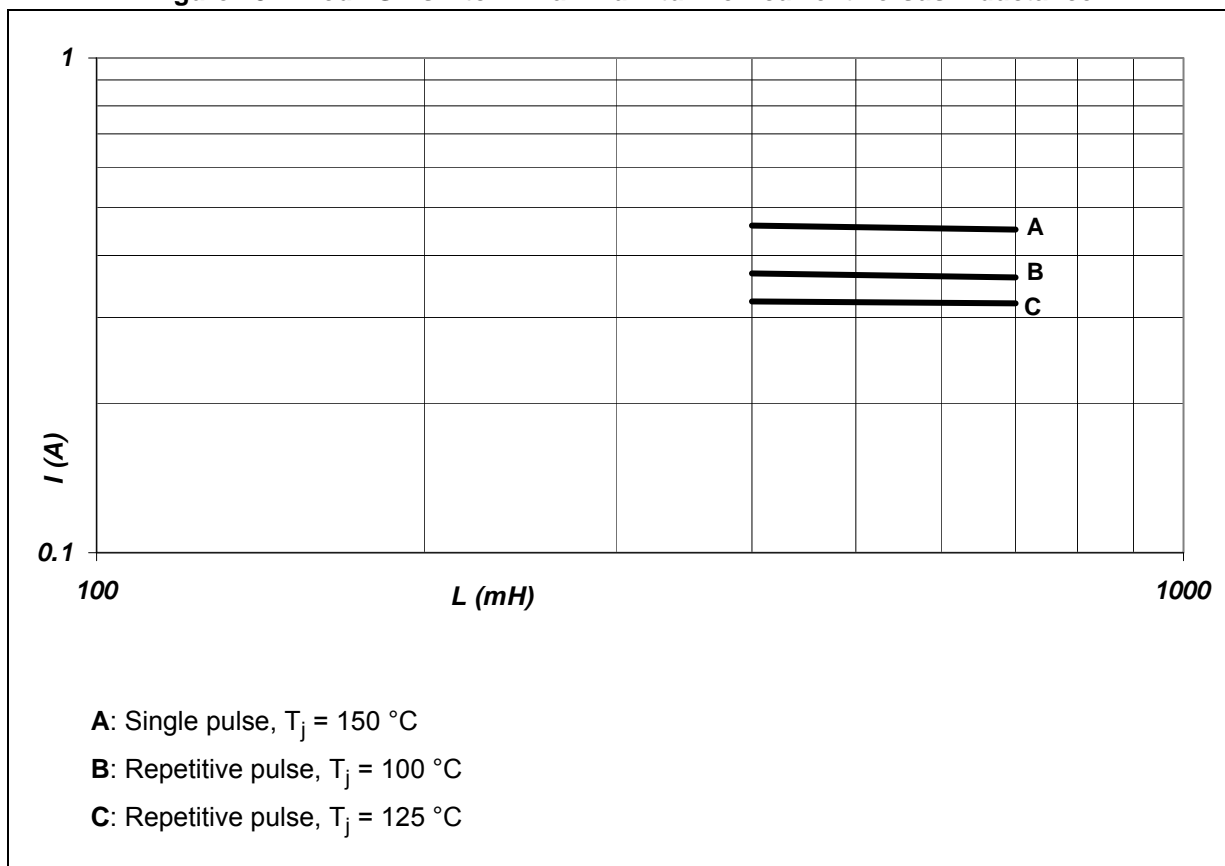 1
A
B
C
I (A)
0.1
100
L (mH)
1000
A: Single pulse, Tj = 150 °C
B: Repetitive pulse, Tj = 100 °C
C: Repetitive pulse, Tj = 125 °C